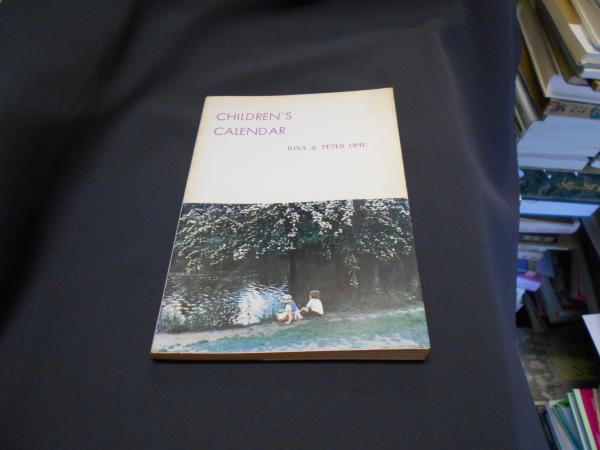 CHILDREN'S
CALENDAR
IONA & PETER OPIE